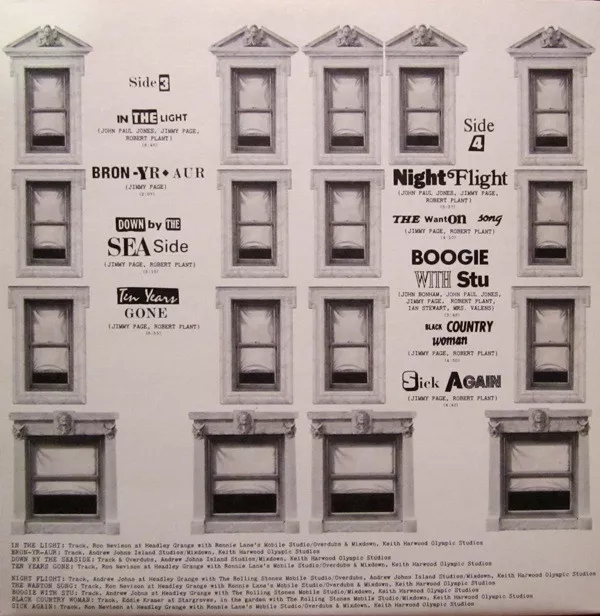 Side 3
IN THE LIGHT
(JOHN PAUL JONES, JIMMY PAGE,
ROBERT PLANT)
BRON-YR-AUR
(JIMMY PAGE)
DOWN BY THE
SEA Side
(JIMMY PAGE, ROBERT PLANT)
Ten Years
GONE
(JIMMY PAGE, ROBERT PLANT)
Side
4
Night Flight
(JOHN PAUL JONES, JIMMY PAGE,
ROBERT PLANT)
THE WantON song
(JIMMY PAGE, ROBERT PLANT)
BOOGIE
WITH Stu
(JOHN BONHAM, JOHN PAUL JONES,
JIMMY PAGE, ROBERT PLANT,
IAN STEWART, MRS. VALENS)
BLACK COUNTRY
woman
(JIMMY PAGE, ROBERT PLANT)
Sick AGAIN
(JIMMY PAGE, ROBERT PLANT)
IN THE LIGHT: Track, Ron Nevison at Headley Grange with Ronnie Lane's Mobile Studio/Overdubs & Mixdown, Keith Harwood Olympic Studios
BRON-YR-AUR: Track, Andrew Johns Island Studios/Mixdown, Keith Harwood Olympic Studios
DOWN BY THE SEASIDE: Track & Overdubs, Andrew Johns Island Studios/Mixdown, Keith Harwood Olympic Studios
TEN YEARS GONE: Track, Ron Nevison at Headley Grange with Ronnie Lane's Mobile Studio/Overdubs & Mixdown, Keith Harwood Olympic Studios
NIGHT FLIGHT: Track, Andrew Johns at Headley Grange with The Rolling Stones Mobile Studio/Overdubs, Andrew Johns Island Studios/Mixdown, Keith Harwood Olympic Studios
THE WANTON SONG: Track, Ron Nevison at Headley Grange with Ronnie Lane's Mobile Studio/Overdubs & Mixdown, Keith Harwood Olympic Studios
BOOGIE WITH STU: Track, Andrew Johns at Headley Grange with The Rolling Stones Mobile Studio/Mixdown, Keith Harwood Olympic Studios
BLACK COUNTRY WOMAN: Track, Eddie Kramer at Stargroves, in the garden with The Rolling Stones Mobile Studio/Mixdown, Keith Harwood Olympic Studios
SICK AGAIN: Track, Ron Nevison at Headley Grange with Ronnie Lane's Mobile Studio/Overdubs & Mixdown, Keith Harwood Olympic Studios